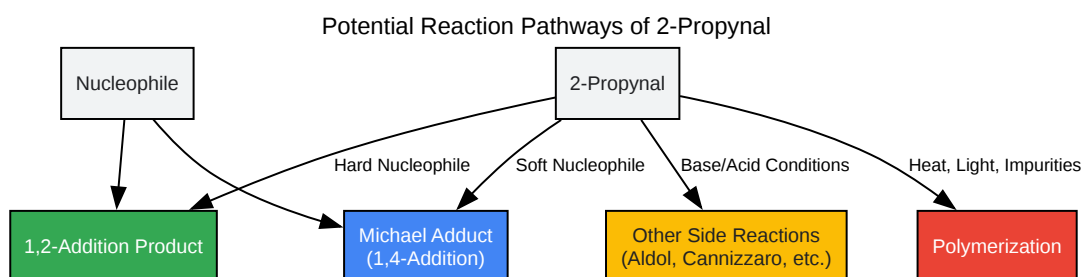 Potential Reaction Pathways of 2-Propynal
Nucleophile
2-Propynal
Hard Nucleophile
Soft Nucleophile
Base/Acid Conditions
Heat, Light, Impurities
1,2-Addition Product
Michael Adduct
(1,4-Addition)
Other Side Reactions
(Aldol, Cannizzaro, etc.)
Polymerization